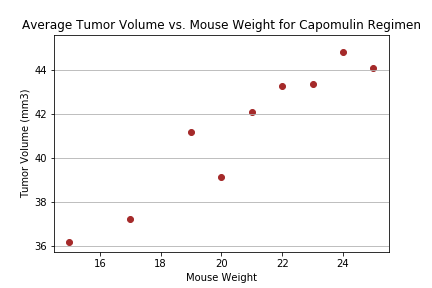 Average Tumor Volume vs. Mouse Weight for Capomulin Regimen
44
42
40
38
36
Tumor Volume (mm3)
16 18 20 22 24
Mouse Weight